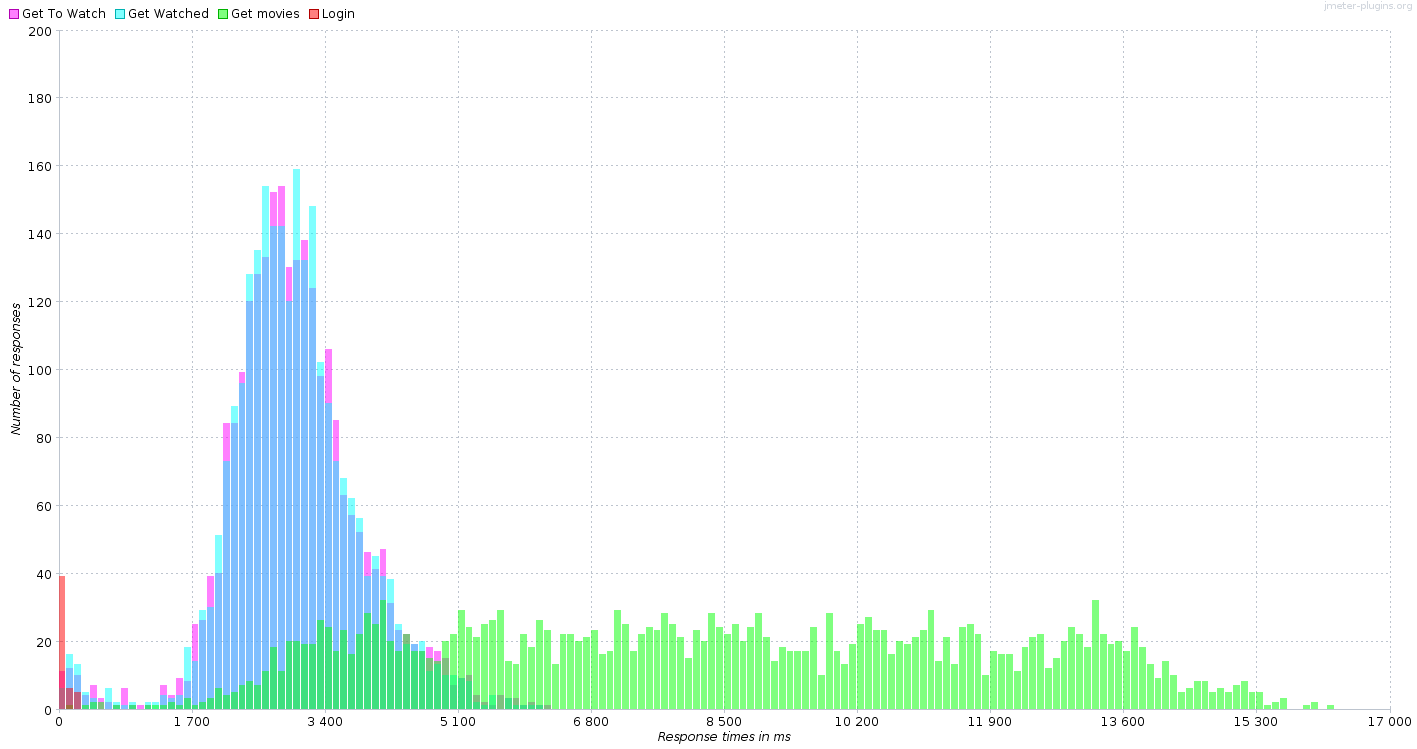 Get To Watch Get Watched Get movies Login
jmeter-plugins.org
200
180
160
140
120
100
80
60
40
20
0
Number of responses
0 1 700 3 400 5 100 6 800 8 500 10 200 11 900 13 600 15 300 17 000
Response times in ms